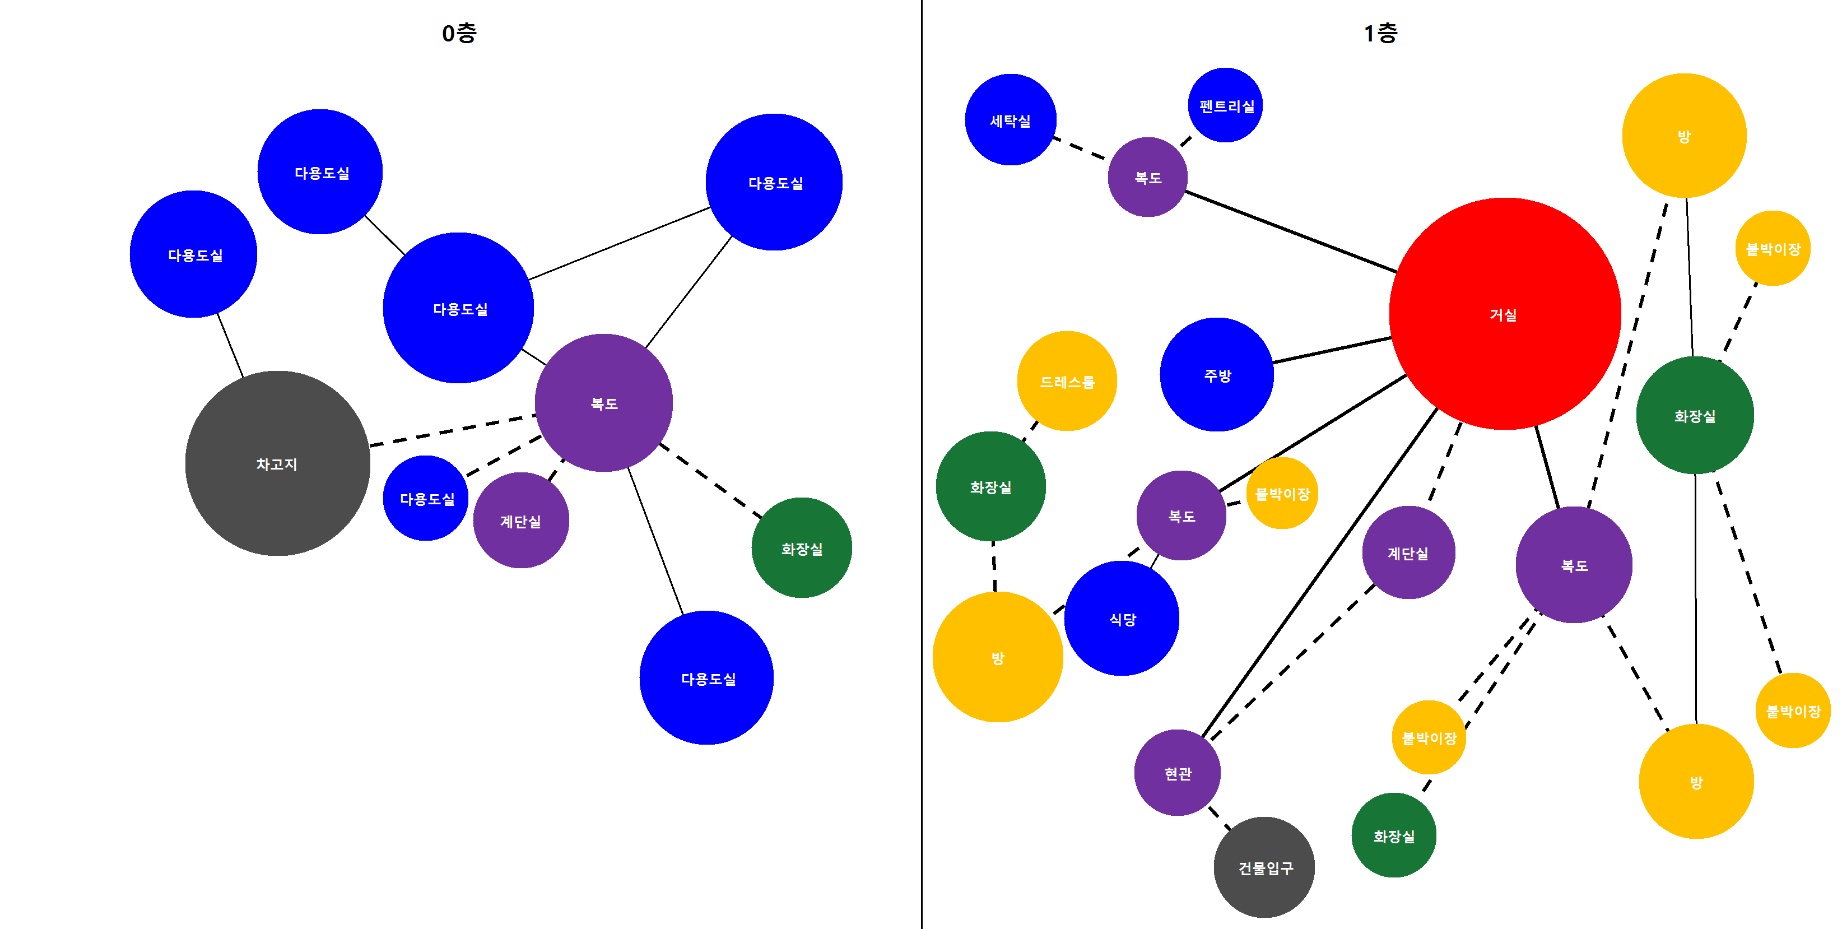 0층
다용도실
다용도실
다용도실
다용도실
복도
차고지
다용도실
계단실
화장실
다용도실
1층
세탁실
펜트리실
복도
방
붙박이장
거실
주방
드레스룸
화장실
화장실
복도
붙박이장
계단실
복도
식당
방
붙박이장
붙박이장
현관
방
화장실
건물입구